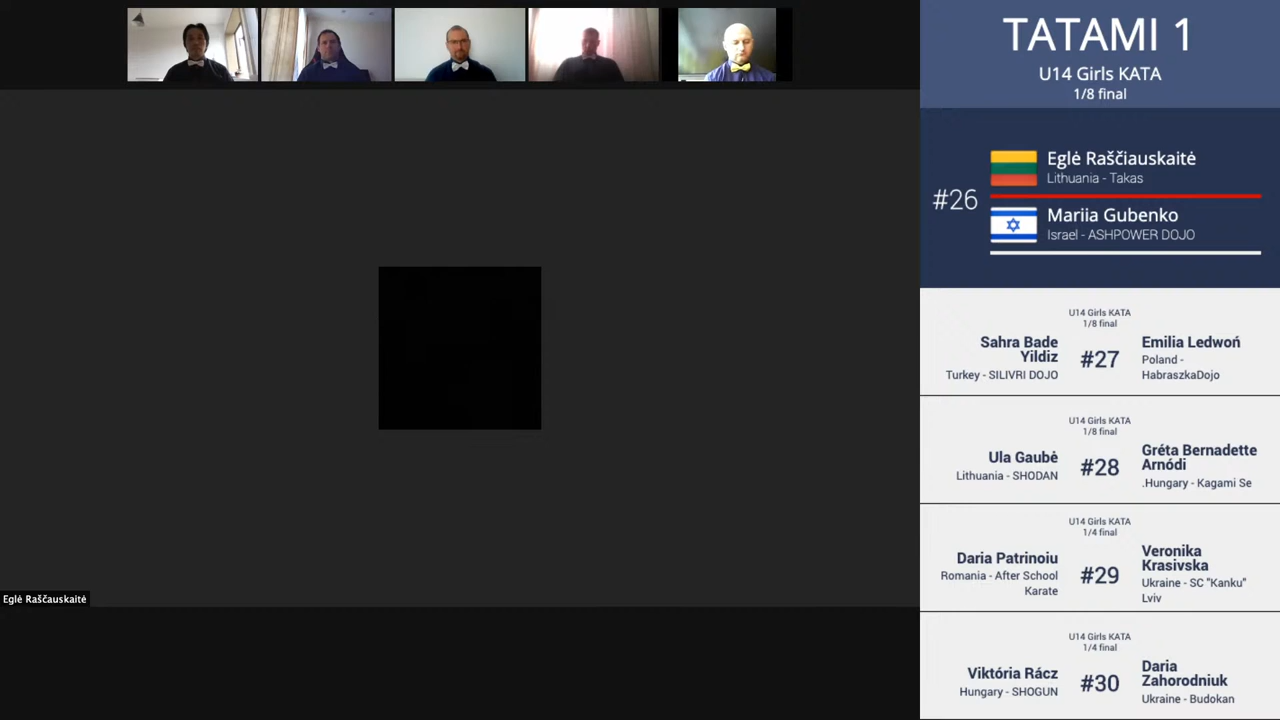 TATAMI 1
U14 Girls KATA
1/8 final
#26
Eglė Raščiauskaitė
Lithuania - Takas
Mariia Gubenko
Israel - ASHPOWER DOJO
U14 Girls KATA
1/8 final
Sahra Bade
Yildiz
Turkey - SILIVRI DOJO
#27
Emilia Ledwoń
Poland -
HabraszkaDojo
U14 Girls KATA
1/8 final
Ula Gaubė
Lithuania - SHODAN
#28
Gréta Bernadette
Arnódi
.Hungary - Kagami Se
U14 Girls KATA
1/4 final
Daria Patrinoiu
Romania - After School
Karate
#29
Veronika
Krasivska
Ukraine - SC "Kanku"
Lviv
U14 Girls KATA
1/4 final
Viktória Rácz
Hungary - SHOGUN
#30
Daria
Zahorodniuk
Ukraine - Budokan
Eglė Raščauskaitė